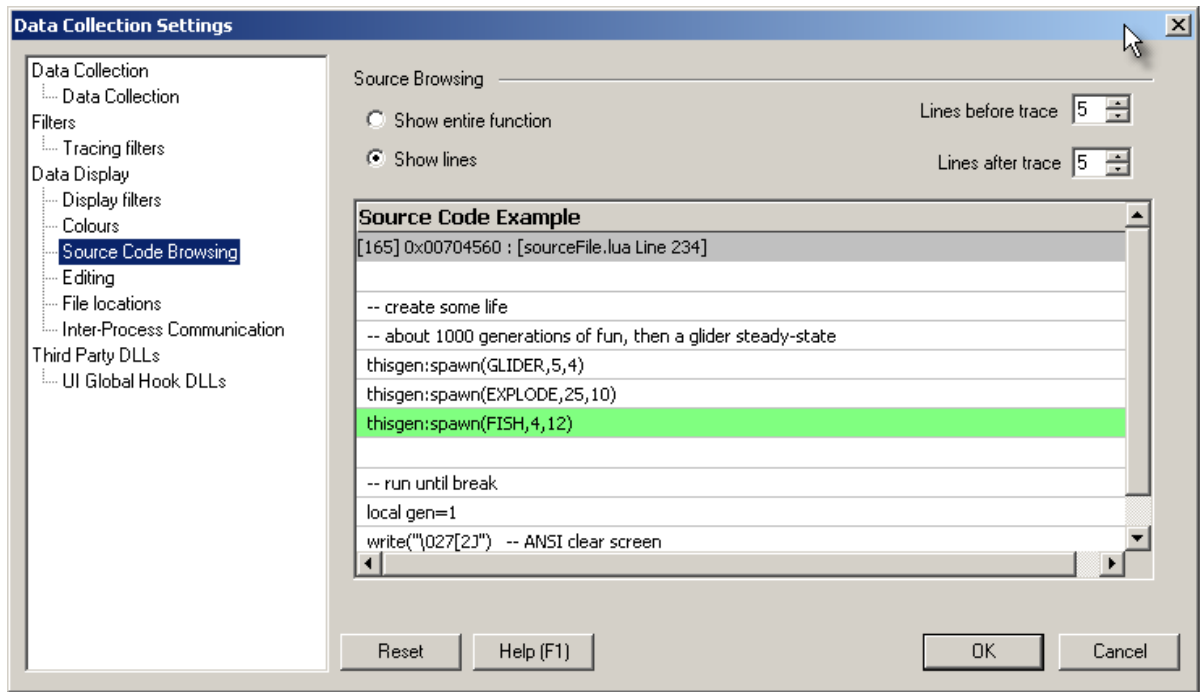 Data Collection Settings
Data Collection
Data Collection
Filters
Tracing filters
Data Display
Display filters
Colours
Source Code Browsing
Editing
File locations
Inter-Process Communication
Third Party DLLs
UI Global Hook DLLs
Source Browsing
Show entire function
Lines before trace 5
Show lines
Lines after trace 5
Source Code Example
[165] 0x00704560 : [sourceFile.lua Line 234]
-- create some life
-- about 1000 generations of fun, then a glider steady-state
thisgen:spawn(GLIDER,5,4)
thisgen:spawn(EXPLODE,25,10)
thisgen:spawn(FISH,4,12)
-- run until break
local gen=1
write("\027[2J") -- ANSI clear screen
Reset
Help (F1)
OK
Cancel